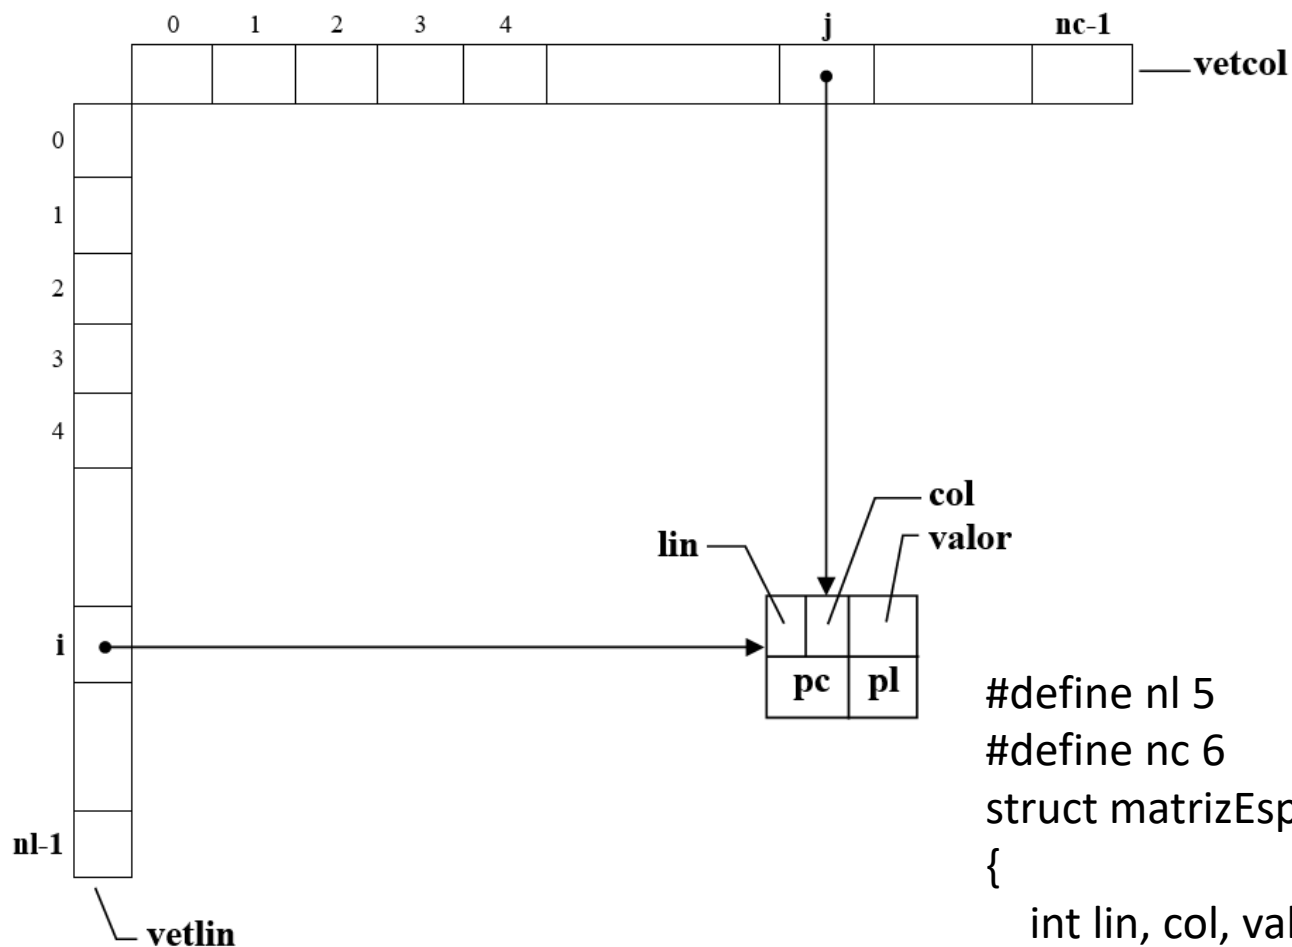 0 1 2 3 4 j nc-1
vetcol
0
1
2
3
4
col
lin
valor
i
pc pl
#define nl 5
#define nc 6
struct matrizEsp
{
int lin, col, val
nl-1
vetlin